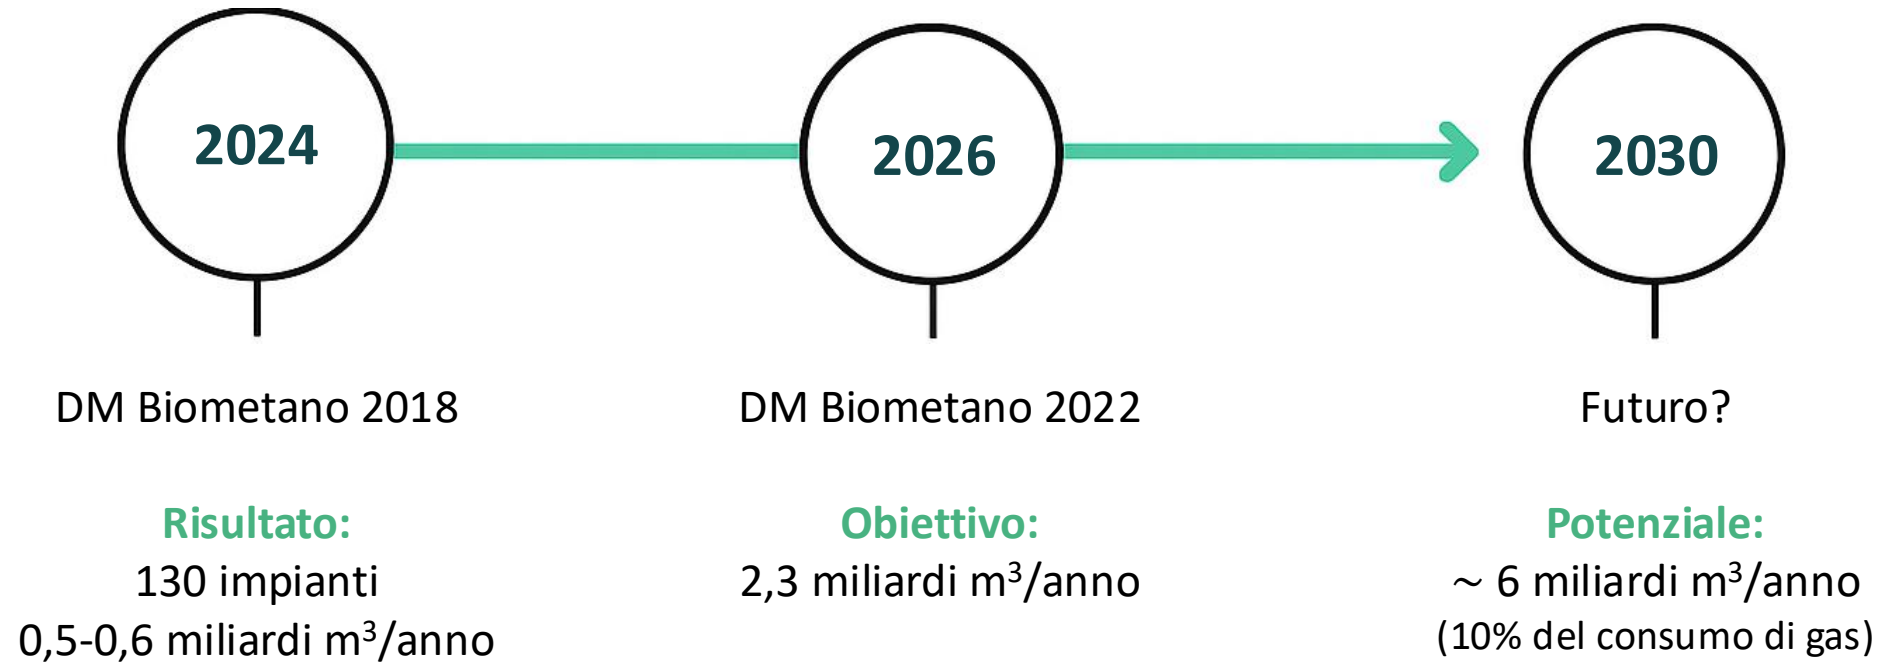 2024
2026
2030
DM Biometano 2018
DM Biometano 2022
Futuro?
Risultato:
130 impianti
0,5-0,6 miliardi m³/anno
Obiettivo:
2,3 miliardi m³/anno
Potenziale:
~ 6 miliardi m³/anno
(10% del consumo di gas)